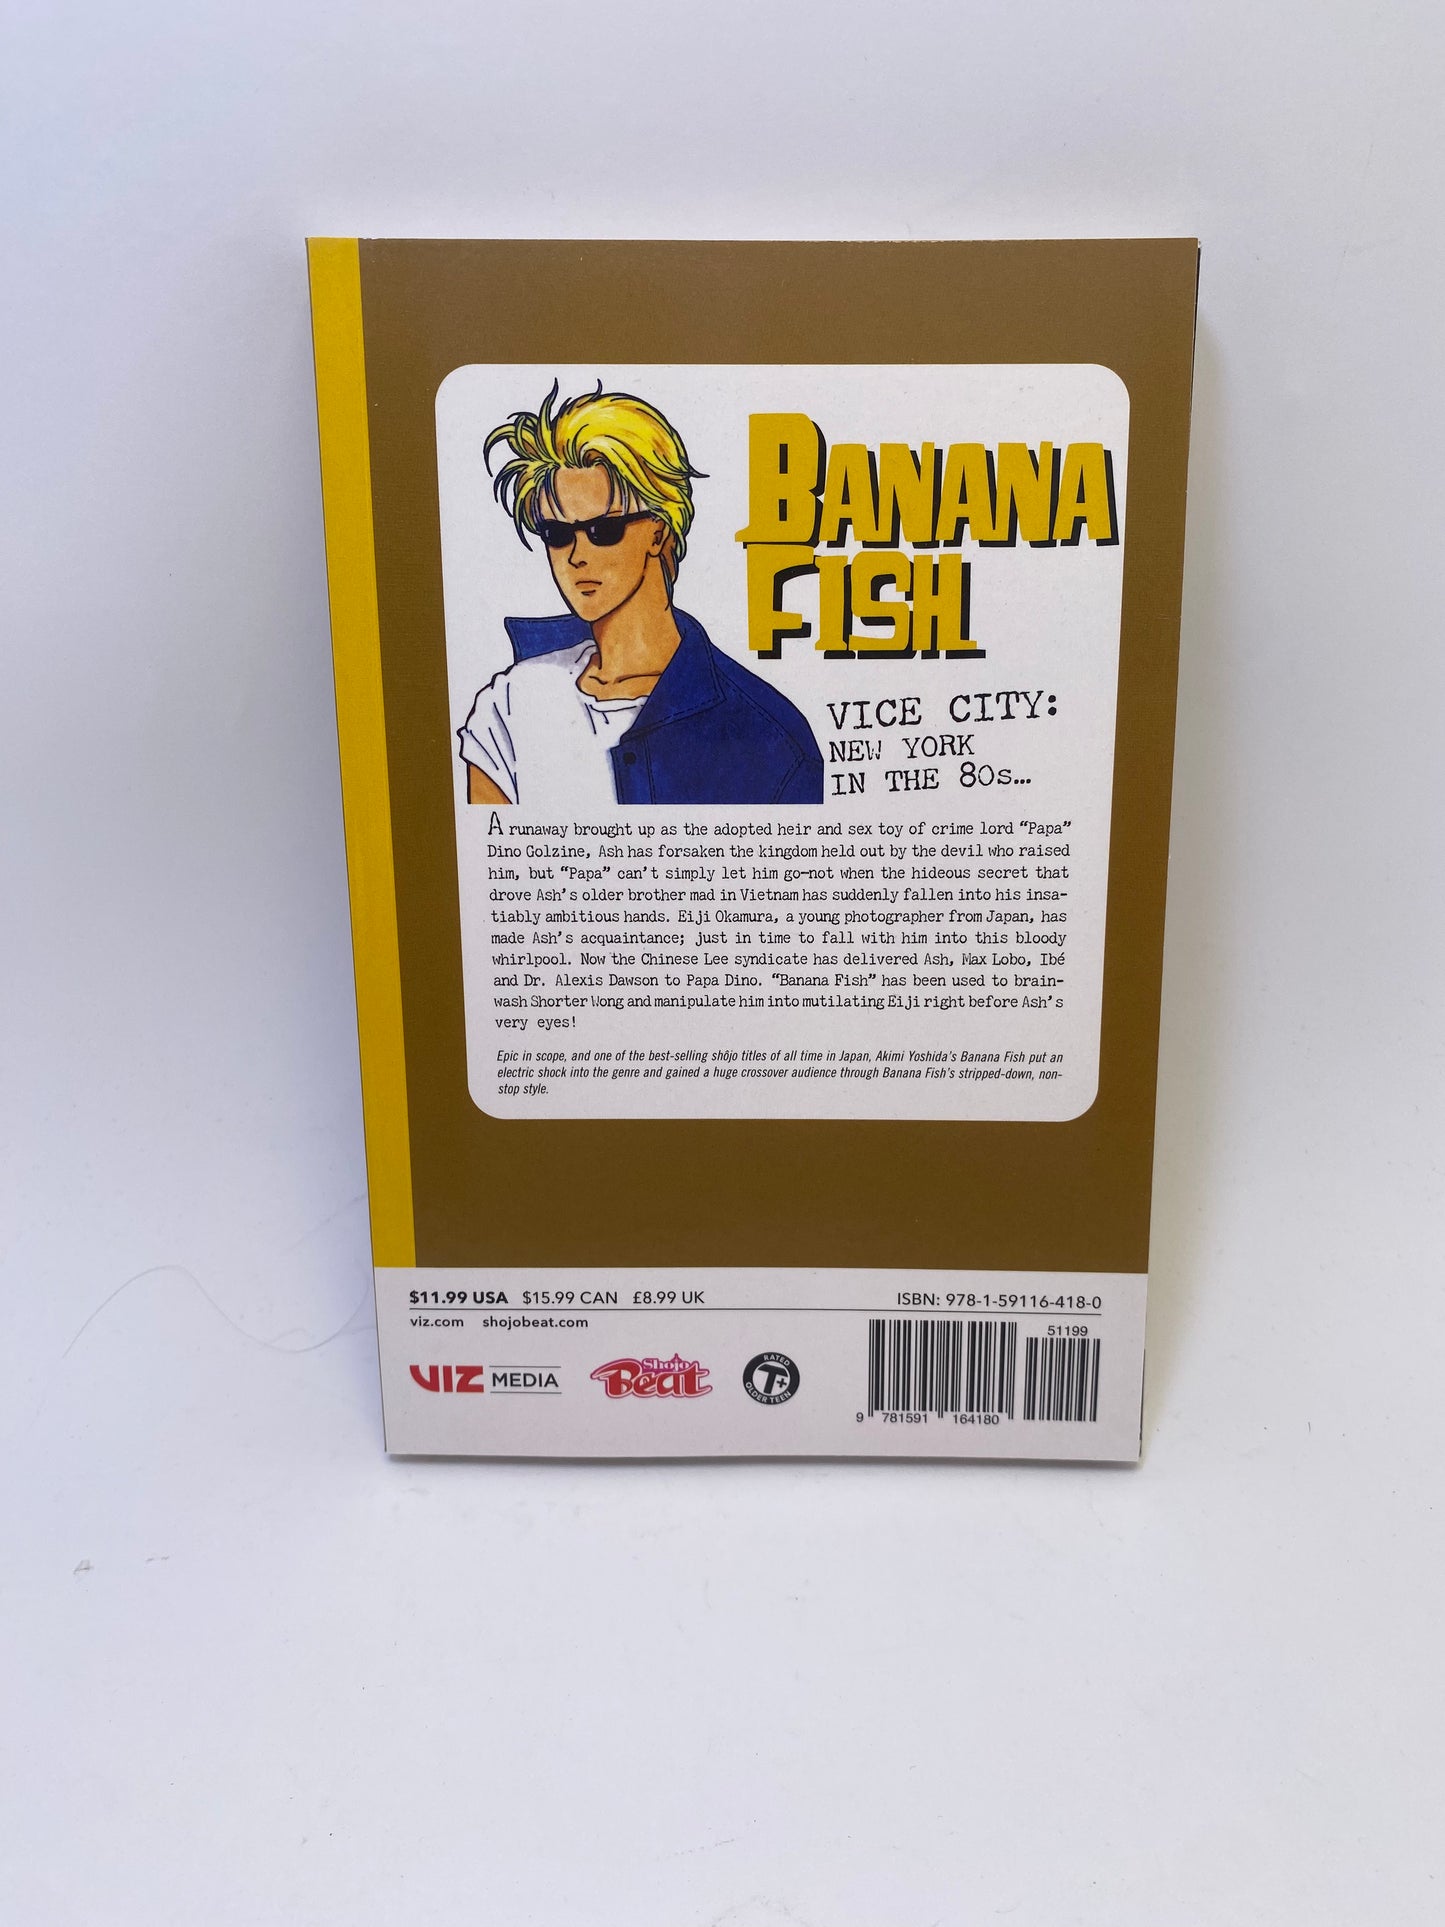 BANANA
FISH
VICE CITY:
NEW YORK
IN THE 80s...
A runaway brought up as the adopted heir and sex toy of crime lord “Papa”
Dino Golzine, Ash has forsaken the kingdom held out by the devil who raised
him, but “Papa” can’t simply let him go—not when the hideous secret that
drove Ash’s older brother mad in Vietnam has suddenly fallen into his insa-
tiably ambitious hands. Eiji Okamura, a young photographer from Japan, has
made Ash’s acquaintance; just in time to fall with him into this bloody
whirlpool. Now the Chinese Lee syndicate has delivered Ash, Max Lobo, Ibé
and Dr. Alexis Dawson to Papa Dino. “Banana Fish” has been used to brain-
wash Shorter Wong and manipulate him into mutilating Eiji right before Ash’s
very eyes!
Epic in scope, and one of the best-selling shôjo titles of all time in Japan, Akimi Yoshida’s Banana Fish put an
electric shock into the genre and gained a huge crossover audience through Banana Fish’s stripped-down, non-
stop style.
$11.99 USA $15.99 CAN £8.99 UK
ISBN: 978-1-59116-418-0
viz.com shojobeat.com
51199
VIZ MEDIA
Shojo
Beat
RATED
T+
OLDER TEEN
9 781591 164180